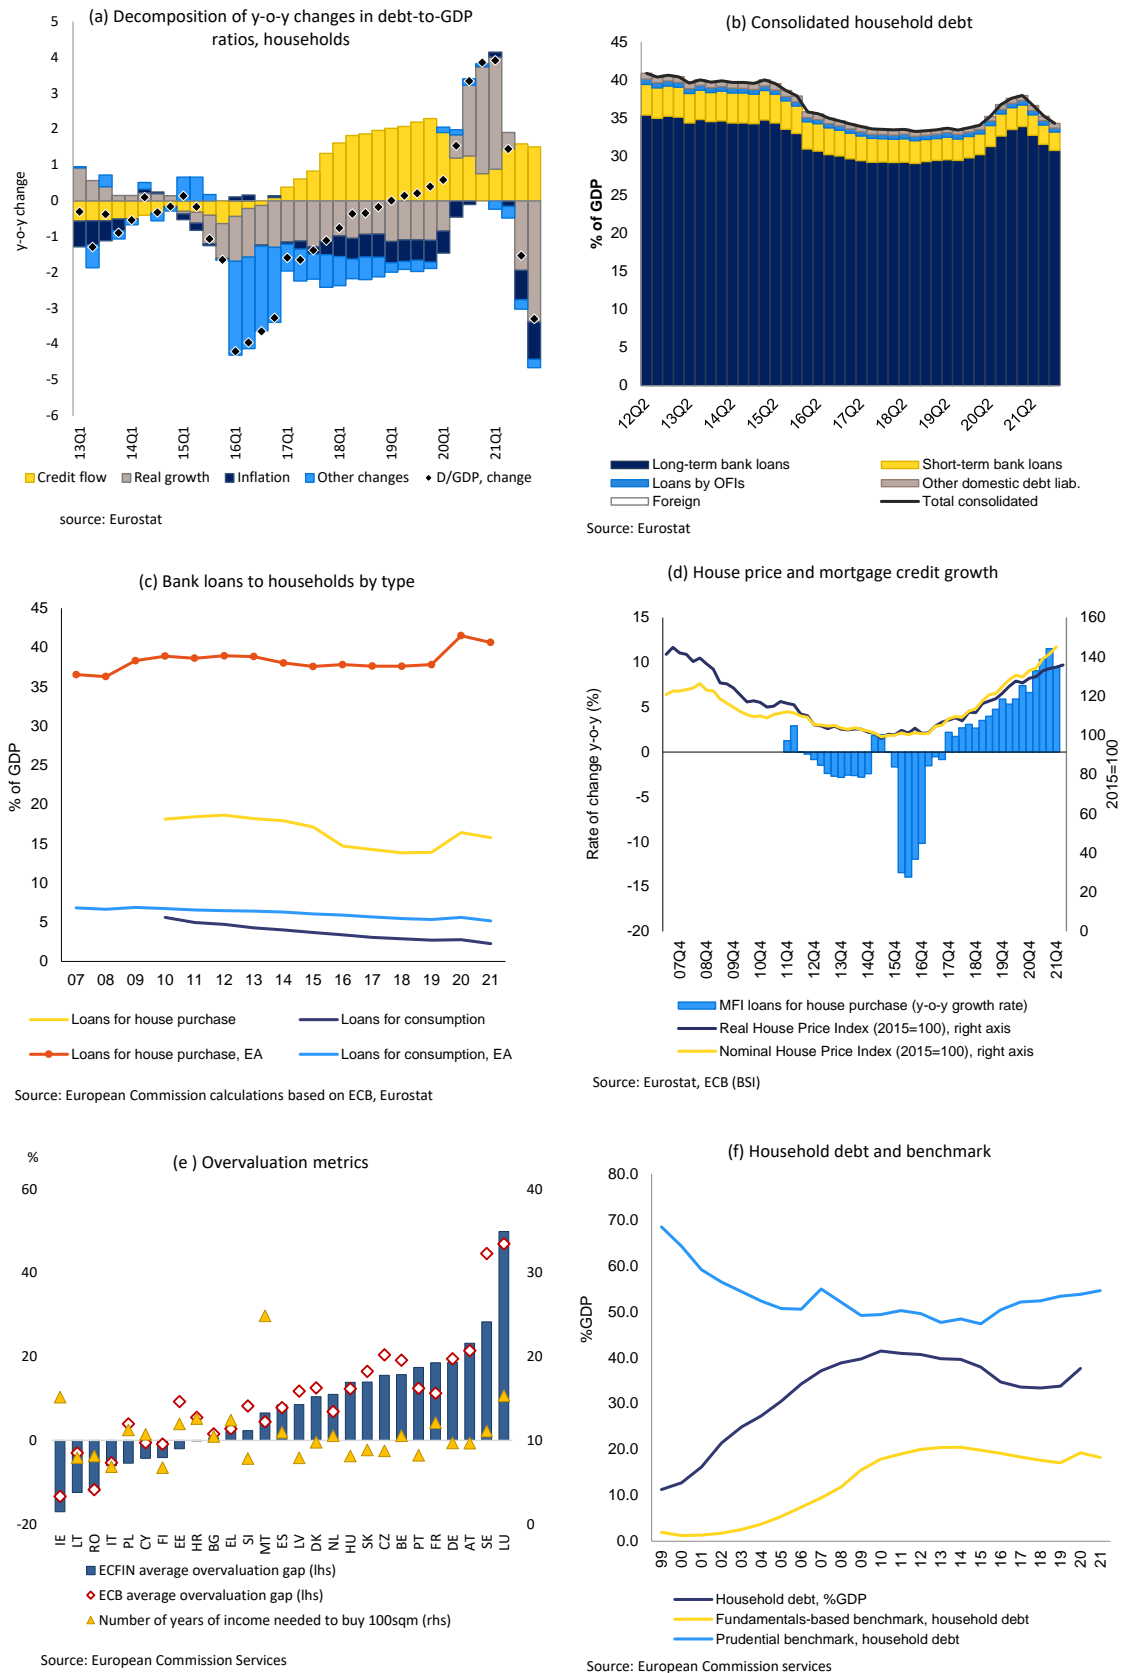 (a) Decomposition of y-o-y changes in debt-to-GDP
ratios, households
5
4
3
2
1
0
-1
-2
-3
-4
-5
-6
y-o-y change
13Q1
14Q1
15Q1
16Q1
17Q1
18Q1
19Q1
20Q1
21Q1
Credit flow
Real growth
Inflation
Other changes
D/GDP, change
source: Eurostat
(b) Consolidated household debt
45
40
35
30
25
20
15
10
5
0
% of GDP
12Q2
13Q2
14Q2
15Q2
16Q2
17Q2
18Q2
19Q2
20Q2
21Q2
Long-term bank loans
Short-term bank loans
Loans by OFIs
Other domestic debt liab.
Foreign
Total consolidated
Source: Eurostat
(c) Bank loans to households by type
45
40
35
30
25
20
15
10
5
0
% of GDP
07 08 09 10 11 12 13 14 15 16 17 18 19 20 21
Loans for house purchase
Loans for consumption
Loans for house purchase, EA
Loans for consumption, EA
Source: European Commission calculations based on ECB, Eurostat
(d) House price and mortgage credit growth
15
10
5
0
-5
-10
-15
-20
Rate of change y-o-y (%)
160
140
120
100
80
60
40
20
0
2015=100
07Q4
08Q4
09Q4
10Q4
11Q4
12Q4
13Q4
14Q4
15Q4
16Q4
17Q4
18Q4
19Q4
20Q4
21Q4
MFI loans for house purchase (y-o-y growth rate)
Real House Price Index (2015=100), right axis
Nominal House Price Index (2015=100), right axis
Source: Eurostat, ECB (BSI)
(e ) Overvaluation metrics
%
60
40
20
0
-20
40
30
20
10
0
IE
LT
RO
IT
PL
CY
FI
EE
HR
BG
EL
SI
MT
ES
LV
DK
NL
HU
SK
CZ
BE
PT
FR
DE
AT
SE
LU
ECFIN average overvaluation gap (lhs)
ECB average overvaluation gap (lhs)
Number of years of income needed to buy 100sqm (rhs)
Source: European Commission Services
(f) Household debt and benchmark
80.0
70.0
60.0
50.0
40.0
30.0
20.0
10.0
0.0
%GDP
99
00
01
02
03
04
05
06
07
08
09
10
11
12
13
14
15
16
17
18
19
20
21
Household debt, %GDP
Fundamentals-based benchmark, household debt
Prudential benchmark, household debt
Source: European Commission services